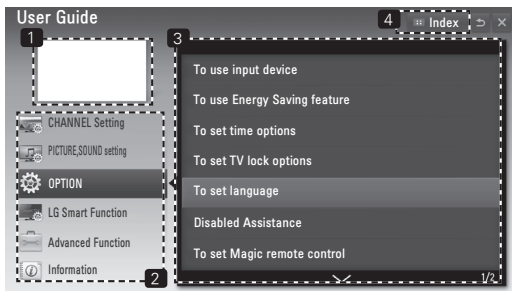 User Guide
4
Index
1
3
CHANNEL Setting
PICTURE,SOUND setting
OPTION
LG Smart Function
Advanced Function
Information
2
To use input device
To use Energy Saving feature
To set time options
To set TV lock options
To set language
Disabled Assistance
To set Magic remote control
1/2